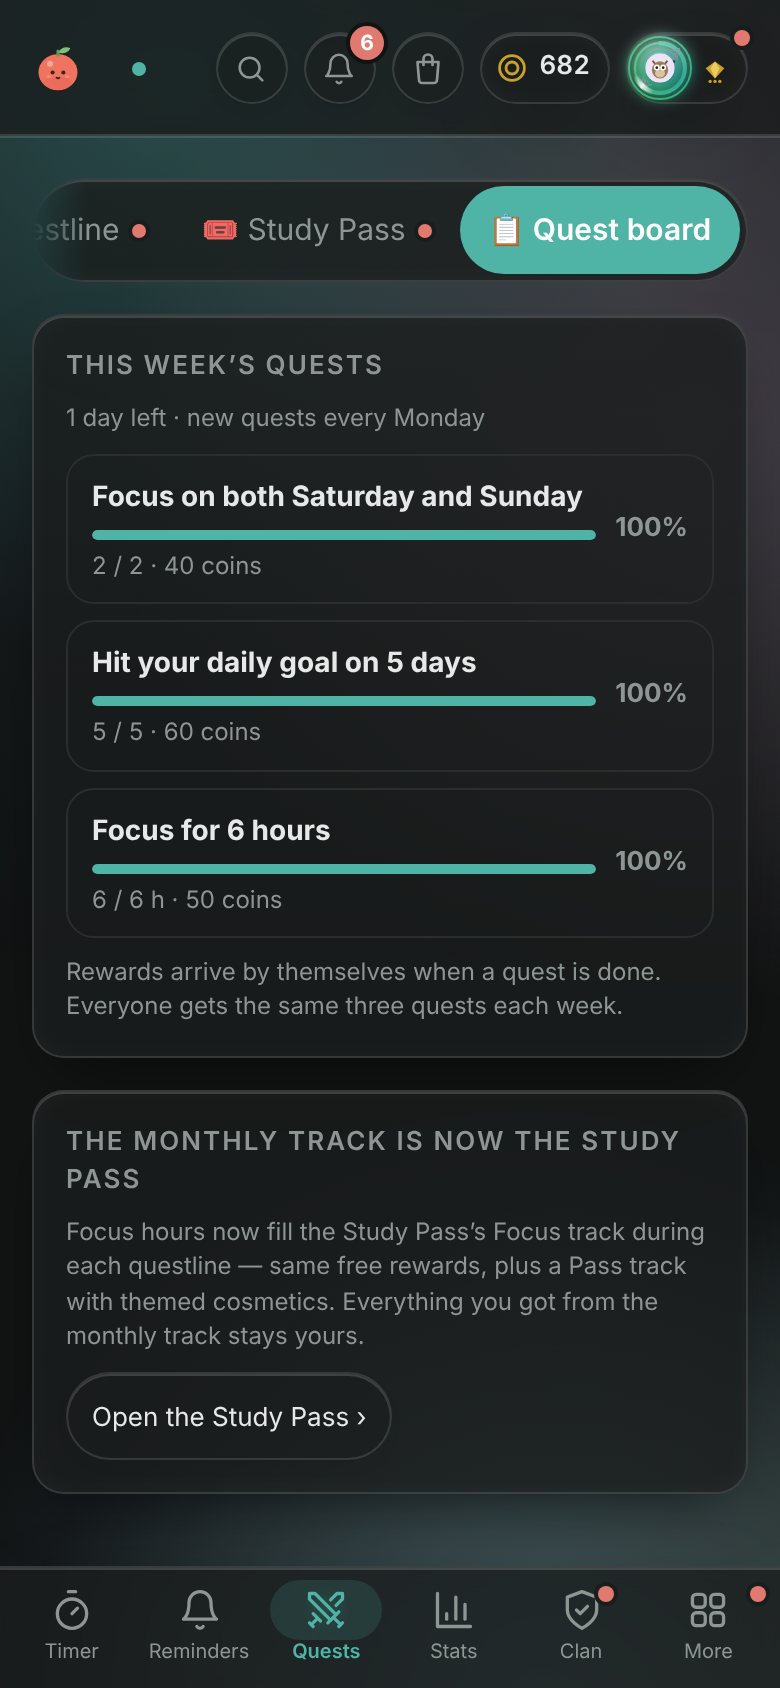 6
682
estline
Study Pass
Quest board
THIS WEEK’S QUESTS
1 day left · new quests every Monday
Focus on both Saturday and Sunday
100%
2 / 2 · 40 coins
Hit your daily goal on 5 days
100%
5 / 5 · 60 coins
Focus for 6 hours
100%
6 / 6 h · 50 coins
Rewards arrive by themselves when a quest is done.
Everyone gets the same three quests each week.
THE MONTHLY TRACK IS NOW THE STUDY
PASS
Focus hours now fill the Study Pass’s Focus track during
each questline — same free rewards, plus a Pass track
with themed cosmetics. Everything you got from the
monthly track stays yours.
Open the Study Pass ›
Timer
Reminders
Quests
Stats
Clan
More